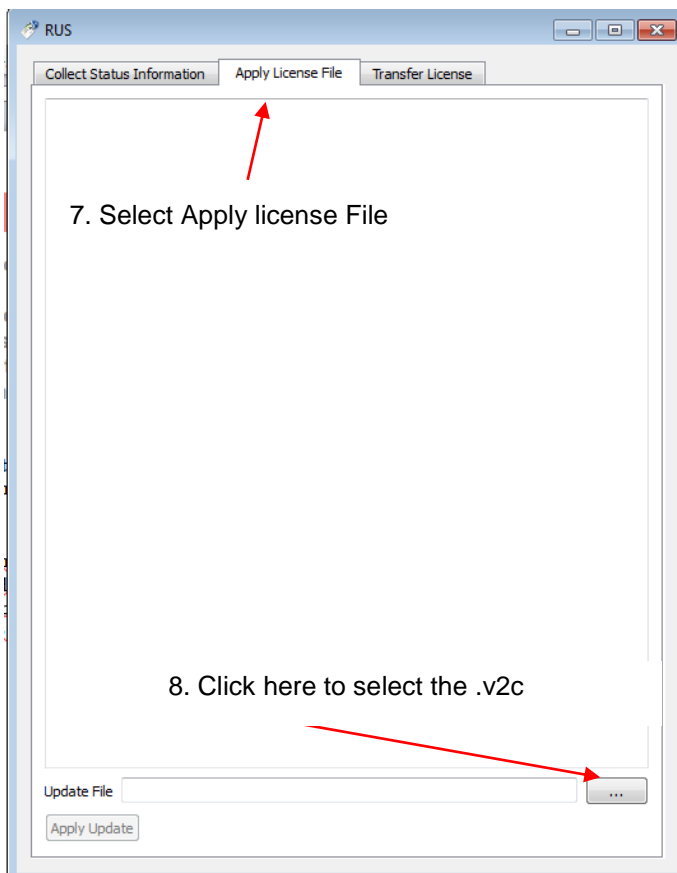 RUS
Collect Status Information Apply License File Transfer License
7. Select Apply license File
8. Click here to select the .v2c
Update File ...
Apply Update